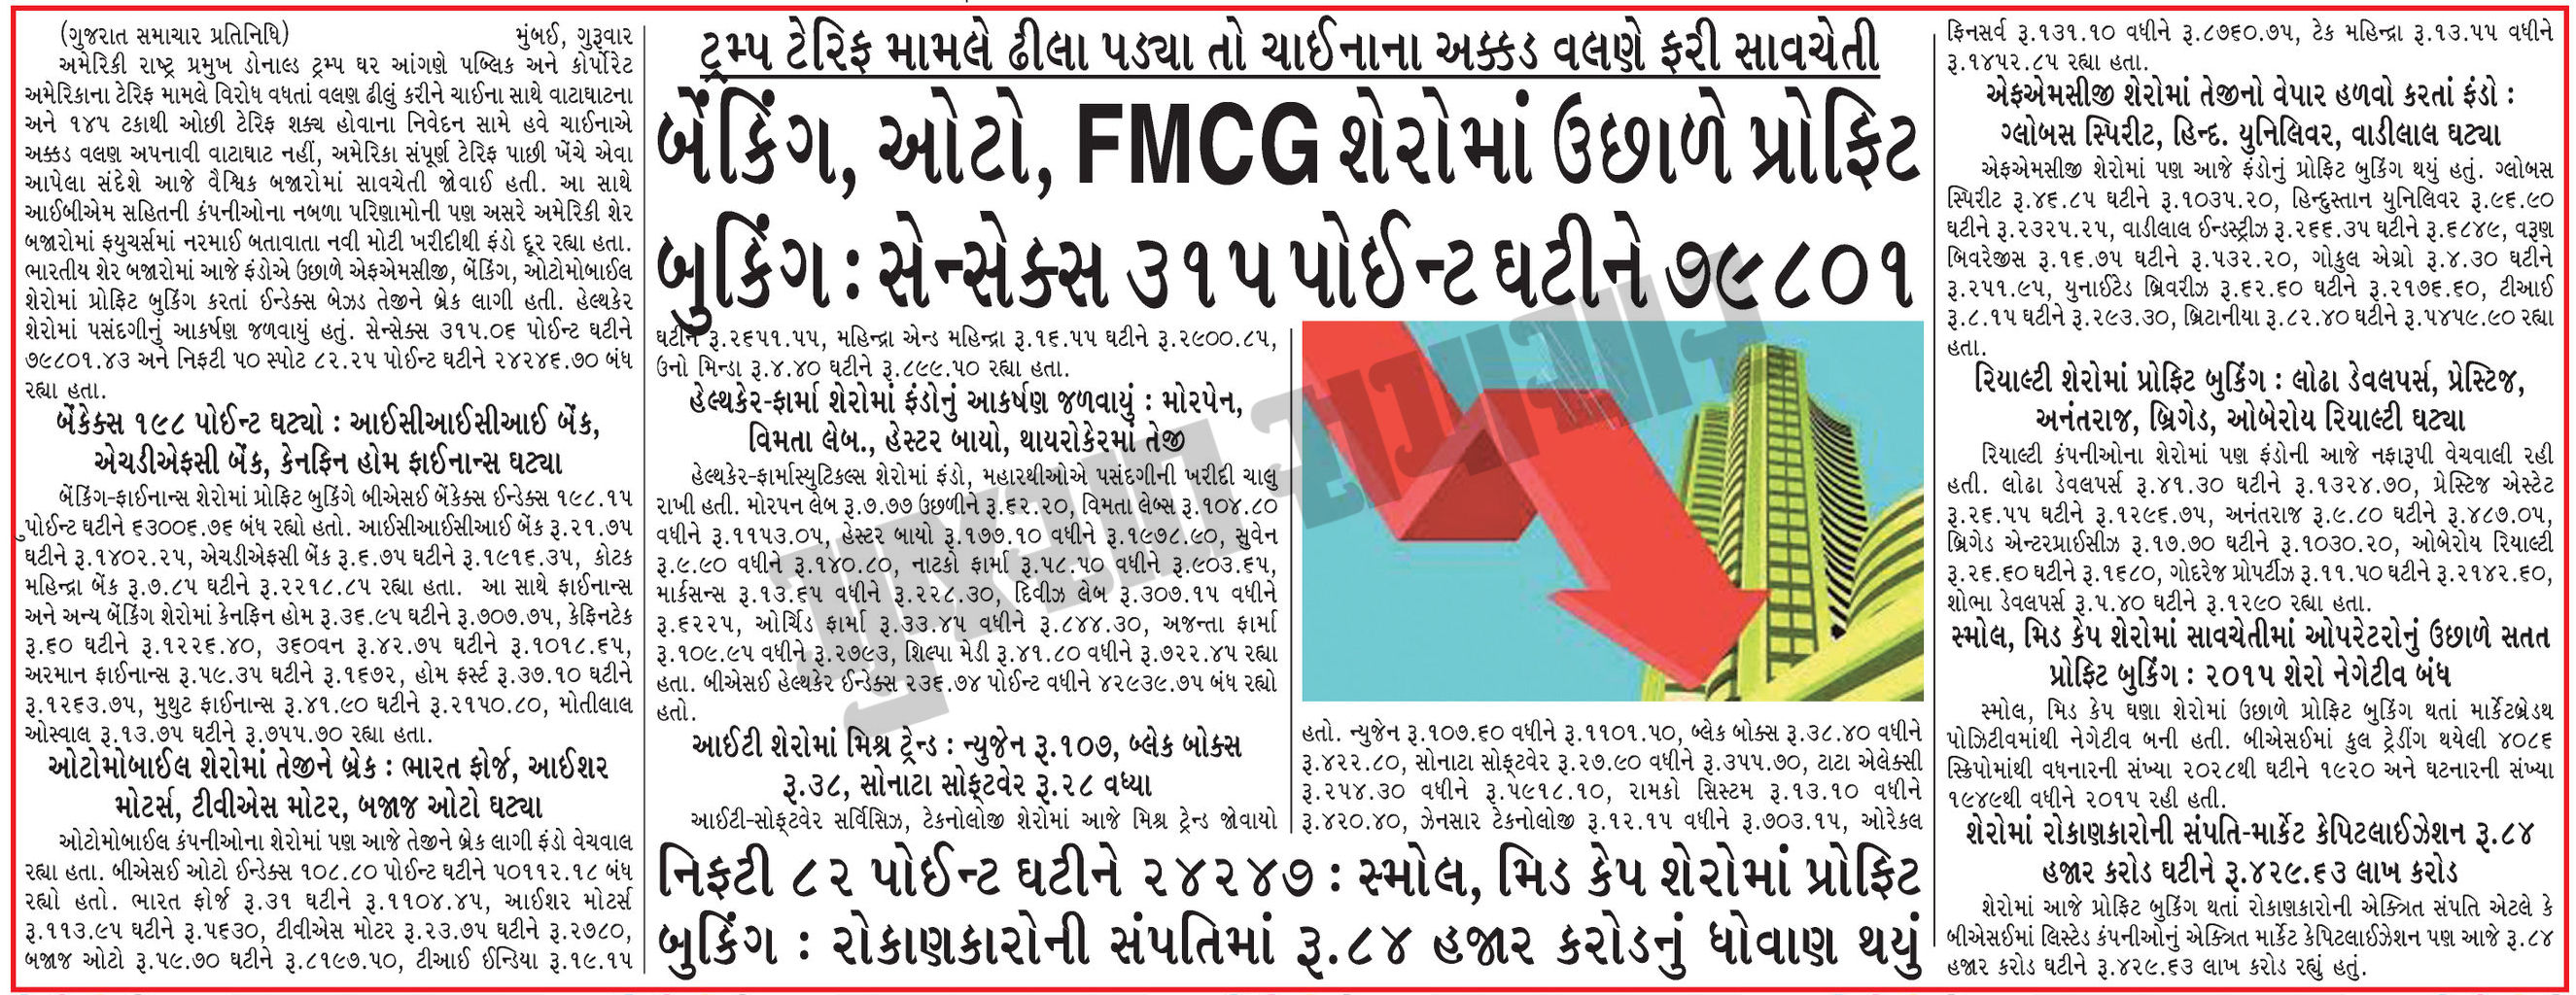 ટ્રમ્પ ટેરિફ મામલે ઢીલા પડ્યા તો ચાઈનાના અક્કડ વલણે ફરી સાવચેતી
બેંકિંગ, ઓટો, FMCG શેરોમાં ઉછાળે પ્રોફિટ
બુકિંગ : સેન્સેક્સ ૩૧૫ પોઈન્ટ ઘટીને ૭૯૮૦૧
(ગુજરાત સમાચાર પ્રતિનિધિ) મુંબઈ, ગુરૂવાર
અમેરિકી રાષ્ટ્ર પ્રમુખ ડોનાલ્ડ ટ્રમ્પ ઘર આંગણે પબ્લિક અને કોર્પોરેટ
અમેરિકાના ટેરિફ મામલે વિરોધ વધતાં વલણ ઢીલું કરીને ચાઈના સાથે વાટાઘાટના
અને ૧૪૫ ટકાથી ઓછી ટેરિફ શક્ય હોવાના નિવેદન સામે હવે ચાઈનાએ
અક્કડ વલણ અપનાવી વાટાઘાટ નહીં, અમેરિકા સંપૂર્ણ ટેરિફ પાછી ખેંચે એવા
આપેલા સંદેશે આજે વૈશ્વિક બજારોમાં સાવચેતી જોવાઈ હતી. આ સાથે
આઈબીએમ સહિતની કંપનીઓના નબળા પરિણામોની પણ અસરે અમેરિકી શેર
બજારોમાં ફયુચર્સમાં નરમાઈ બતાવાતા નવી મોટી ખરીદીથી ફંડો દૂર રહ્યા હતા.
ભારતીય શેર બજારોમાં આજે ફંડોએ ઉછાળે એફએમસીજી, બેંકિંગ, ઓટોમોબાઈલ
શેરોમાં પ્રોફિટ બુકિંગ કરતાં ઈન્ડેક્સ બેઝડ તેજીને બ્રેક લાગી હતી. હેલ્થકેર
શેરોમાં પસંદગીનું આકર્ષણ જળવાયું હતું. સેન્સેક્સ ૩૧૫.૦૬ પોઈન્ટ ઘટીને
૭૯૮૦૧.૪૩ અને નિફટી ૫૦ સ્પોટ ૮૨.૨૫ પોઈન્ટ ઘટીને ૨૪૨૪૬.૭૦ બંધ
રહ્યા હતા.
બેંકેક્સ ૧૯૮ પોઈન્ટ ઘટ્યો : આઈસીઆઈસીઆઈ બેંક,
એચડીએફસી બેંક, કેનફિન હોમ ફાઈનાન્સ ઘટ્યા
બેંકિંગ-ફાઈનાન્સ શેરોમાં પ્રોફિટ બુકિંગે બીએસઈ બેંકેક્સ ઈન્ડેક્સ ૧૯૮.૧૫
પોઈન્ટ ઘટીને ૬૩૦૦૬.૭૬ બંધ રહ્યો હતો. આઈસીઆઈસીઆઈ બેંક રૂ.૨૧.૭૫
ઘટીને રૂ.૧૪૦૨.૨૫, એચડીએફસી બેંક રૂ.૬.૭૫ ઘટીને રૂ.૧૯૧૬.૩૫, કોટક
મહિન્દ્રા બેંક રૂ.૭.૮૫ ઘટીને રૂ.૨૨૧૮.૮૫ રહ્યા હતા. આ સાથે ફાઈનાન્સ
અને અન્ય બેંકિંગ શેરોમાં કેનફિન હોમ રૂ.૩૬.૯૫ ઘટીને રૂ.૭૦૭.૭૫, કેફિનટેક
રૂ.૬૦ ઘટીને રૂ.૧૨૨૬.૪૦, ૩૬૦વન રૂ.૪૨.૭૫ ઘટીને રૂ.૧૦૧૮.૬૫,
અરમાન ફાઈનાન્સ રૂ.૫૯.૩૫ ઘટીને રૂ.૧૬૭૨, હોમ ફર્સ્ટ રૂ.૩૭.૧૦ ઘટીને
રૂ.૧૨૬૩.૭૫, મુથુટ ફાઈનાન્સ રૂ.૪૧.૯૦ ઘટીને રૂ.૨૧૫૦.૮૦, મોતીલાલ
ઓસ્વાલ રૂ.૧૩.૭૫ ઘટીને રૂ.૭૫૫.૭૦ રહ્યા હતા.
ઓટોમોબાઈલ શેરોમાં તેજીને બ્રેક : ભારત ફોર્જ, આઈશર
મોટર્સ, ટીવીએસ મોટર, બજાજ ઓટો ઘટ્યા
ઓટોમોબાઈલ કંપનીઓના શેરોમાં પણ આજે તેજીને બ્રેક લાગી ફંડો વેચવાલ
રહ્યા હતા. બીએસઈ ઓટો ઈન્ડેક્સ ૧૦૮.૮૦ પોઈન્ટ ઘટીને ૫૦૧૧૨.૧૮ બંધ
રહ્યો હતો. ભારત ફોર્જ રૂ.૩૧ ઘટીને રૂ.૧૧૦૪.૪૫, આઈશર મોટર્સ
રૂ.૧૧૩.૯૫ ઘટીને રૂ.૫૬૩૦, ટીવીએસ મોટર રૂ.૨૩.૭૫ ઘટીને રૂ.૨૭૮૦,
બજાજ ઓટો રૂ.૫૯.૭૦ ઘટીને રૂ.૮૧૯૭.૫૦, ટીઆઈ ઈન્ડિયા રૂ.૧૯.૧૫
ઘટીને રૂ.૨૬૫૧.૫૫, મહિન્દ્રા એન્ડ મહિન્દ્રા રૂ.૧૬.૫૫ ઘટીને રૂ.૨૯૦૦.૮૫,
ઉનો મિન્ડા રૂ.૪.૪૦ ઘટીને રૂ.૮૯૯.૫૦ રહ્યા હતા.
હેલ્થકેર-ફાર્મા શેરોમાં ફંડોનું આકર્ષણ જળવાયું : મોરપેન,
વિમતા લેબ., હેસ્ટર બાયો, થાયરોકેરમાં તેજી
હેલ્થકેર-ફાર્માસ્યુટિકલ્સ શેરોમાં ફંડો, મહારથીઓએ પસંદગીની ખરીદી ચાલુ
રાખી હતી. મોરપન લેબ રૂ.૭.૭૭ ઉછળીને રૂ.૬૨.૨૦, વિમતા લેબ્સ રૂ.૧૦૪.૮૦
વધીને રૂ.૧૧૫૩.૦૫, હેસ્ટર બાયો રૂ.૧૭૭.૧૦ વધીને રૂ.૧૯૭૮.૯૦, સુવેન
રૂ.૯.૯૦ વધીને રૂ.૧૪૦.૮૦, નાટકો ફાર્મા રૂ.૫૮.૫૦ વધીને રૂ.૯૦૩.૬૫,
માર્કસન્સ રૂ.૧૩.૬૫ વધીને રૂ.૨૨૮.૩૦, દિવીઝ લેબ રૂ.૩૦૭.૧૫ વધીને
રૂ.૬૨૨૫, ઓર્ચિડ ફાર્મા રૂ.૩૩.૪૫ વધીને રૂ.૮૪૪.૩૦, અજન્તા ફાર્મા
રૂ.૧૦૯.૯૫ વધીને રૂ.૨૭૯૩, શિલ્પા મેડી રૂ.૪૧.૮૦ વધીને રૂ.૭૨૨.૪૫ રહ્યા
હતા. બીએસઈ હેલ્થકેર ઈન્ડેક્સ ૨૩૬.૭૪ પોઈન્ટ વધીને ૪૨૯૩૯.૭૫ બંધ રહ્યો
હતો.
આઈટી શેરોમાં મિશ્ર ટ્રેન્ડ : ન્યુજેન રૂ.૧૦૭, બ્લેક બોક્સ
રૂ.૩૮, સોનાટા સોફ્ટવેર રૂ.૨૮ વધ્યા
આઈટી-સોફ્ટવેર સર્વિસિઝ, ટેકનોલોજી શેરોમાં આજે મિશ્ર ટ્રેન્ડ જોવાયો
હતો. ન્યુજેન રૂ.૧૦૭.૬૦ વધીને રૂ.૧૧૦૧.૫૦, બ્લેક બોક્સ રૂ.૩૮.૪૦ વધીને
રૂ.૪૨૨.૮૦, સોનાટા સોફ્ટવેર રૂ.૨૭.૯૦ વધીને રૂ.૩૫૫.૭૦, ટાટા એલેક્સી
રૂ.૨૫૪.૩૦ વધીને રૂ.૫૯૧૮.૧૦, રામકો સિસ્ટમ રૂ.૧૩.૧૦ વધીને
રૂ.૪૨૦.૪૦, ઝેનસાર ટેકનોલોજી રૂ.૧૨.૧૫ વધીને રૂ.૭૦૩.૧૫, ઓરેકલ
ફિનસર્વ રૂ.૧૩૧.૧૦ વધીને રૂ.૮૭૬૦.૭૫, ટેક મહિન્દ્રા રૂ.૧૩.૫૫ વધીને
રૂ.૧૪૫૨.૮૫ રહ્યા હતા.
એફએમસીજી શેરોમાં તેજીનો વેપાર હળવો કરતાં ફંડો :
ગ્લોબસ સ્પિરીટ, હિન્દ. યુનિલિવર, વાડીલાલ ઘટ્યા
એફએમસીજી શેરોમાં પણ આજે ફંડોનું પ્રોફિટ બુકિંગ થયું હતું. ગ્લોબસ
સ્પિરીટ રૂ.૪૬.૮૫ ઘટીને રૂ.૧૦૩૫.૨૦, હિન્દુસ્તાન યુનિલિવર રૂ.૯૬.૯૦
ઘટીને રૂ.૨૩૨૫.૨૫, વાડીલાલ ઈન્ડસ્ટ્રીઝ રૂ.૨૬૬.૩૫ ઘટીને રૂ.૬૮૪૯, વરૂણ
બિવરેજીસ રૂ.૧૬.૭૫ ઘટીને રૂ.૫૩૨.૨૦, ગોકુલ એગ્રો રૂ.૪.૩૦ ઘટીને
રૂ.૨૫૧.૯૫, યુનાઈટેડ બ્રિવરીઝ રૂ.૬૨.૬૦ ઘટીને રૂ.૨૧૭૬.૬૦, ટીઆઈ
રૂ.૮.૧૫ ઘટીને રૂ.૨૯૩.૩૦, બ્રિટાનીયા રૂ.૮૨.૪૦ ઘટીને રૂ.૫૪૫૯.૯૦ રહ્યા
હતા.
રિયાલ્ટી શેરોમાં પ્રોફિટ બુકિંગ : લોઢા ડેવલપર્સ, પ્રેસ્ટિજ,
અનંતરાજ, બ્રિગેડ, ઓબેરોય રિયાલ્ટી ઘટ્યા
રિયાલ્ટી કંપનીઓના શેરોમાં પણ ફંડોની આજે નફારૂપી વેચવાલી રહી
હતી. લોઢા ડેવલપર્સ રૂ.૪૧.૩૦ ઘટીને રૂ.૧૩૨૪.૭૦, પ્રેસ્ટિજ એસ્ટેટ
રૂ.૨૬.૫૫ ઘટીને રૂ.૧૨૯૬.૭૫, અનંતરાજ રૂ.૯.૮૦ ઘટીને રૂ.૪૮૭.૦૫,
બ્રિગેડ એન્ટરપ્રાઈસીઝ રૂ.૧૭.૭૦ ઘટીને રૂ.૧૦૩૦.૨૦, ઓબેરોય રિયાલ્ટી
રૂ.૨૬.૬૦ ઘટીને રૂ.૧૬૮૦, ગોદરેજ પ્રોપર્ટીઝ રૂ.૧૧.૫૦ ઘટીને રૂ.૨૧૪૨.૬૦,
શોભા ડેવલપર્સ રૂ.૫.૪૦ ઘટીને રૂ.૧૨૯૦ રહ્યા હતા.
સ્મોલ, મિડ કેપ શેરોમાં સાવચેતીમાં ઓપરેટરોનું ઉછાળે સતત
પ્રોફિટ બુકિંગ : ૨૦૧૫ શેરો નેગેટીવ બંધ
સ્મોલ, મિડ કેપ ઘણા શેરોમાં ઉછાળે પ્રોફિટ બુકિંગ થતાં માર્કેટબ્રેડથ
પોઝિટીવમાંથી નેગેટીવ બની હતી. બીએસઈમાં કુલ ટ્રેડીંગ થયેલી ૪૦૮૬
સ્ક્રિપોમાંથી વધનારની સંખ્યા ૨૦૨૮થી ઘટીને ૧૯૨૦ અને ઘટનારની સંખ્યા
૧૯૪૯થી વધીને ૨૦૧૫ રહી હતી.
શેરોમાં રોકાણકારોની સંપતિ-માર્કેટ કેપિટલાઈઝેશન રૂ.૮૪
હજાર કરોડ ઘટીને રૂ.૪૨૯.૬૩ લાખ કરોડ
શેરોમાં આજે પ્રોફિટ બુકિંગ થતાં રોકાણકારોની એક્ત્રિત સંપતિ એટલે કે
બીએસઈમાં લિસ્ટેડ કંપનીઓનું એક્ત્રિત માર્કેટ કેપિટલાઈઝેશન પણ આજે રૂ.૮૪
હજાર કરોડ ઘટીને રૂ.૪૨૯.૬૩ લાખ કરોડ રહ્યું હતું.
નિફટી ૮૨ પોઈન્ટ ઘટીને ૨૪૨૪૭ : સ્મોલ, મિડ કેપ શેરોમાં પ્રોફિટ
બુકિંગ : રોકાણકારોની સંપતિમાં રૂ.૮૪ હજાર કરોડનું ધોવાણ થયું
ગુજરાત સમાચાર